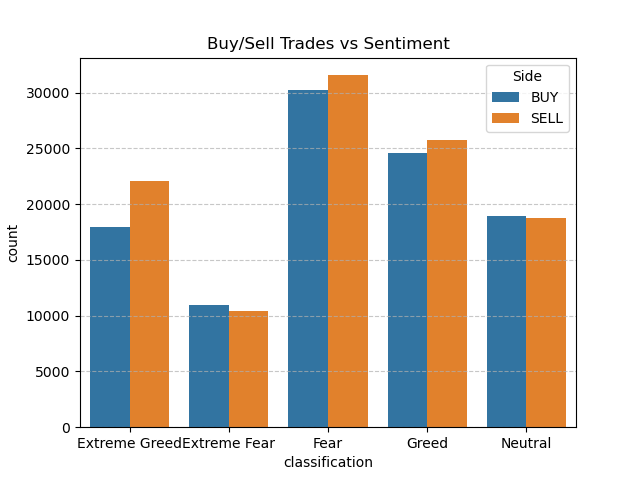 Buy/Sell Trades vs Sentiment
Side
BUY
SELL
count
30000
25000
20000
15000
10000
5000
0
Extreme Greed
Extreme Fear
Fear
Greed
Neutral
classification